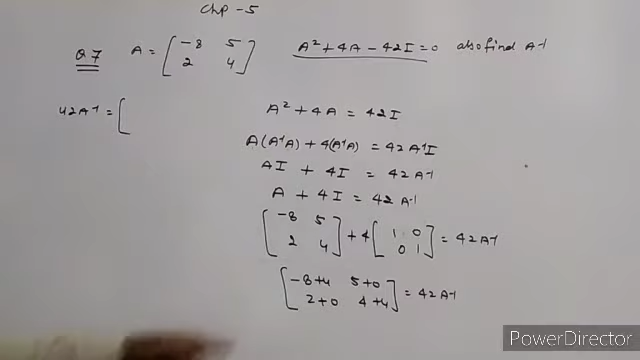 Chp - 5
Q 7 A = [ -8 5 A² + 4A - 42I = 0 also find A-1
2 4 ]
42A-1 = [ A² + 4A = 42I
A(A-1A) + 4(A-1A) = 42A-1I
AI + 4I = 42A-1
A + 4I = 42A-1
[ -8 5
2 4 ] + 4 [ 1 0
0 1 ] = 42A-1
[ -8+4 5+0
2+0 4+4 ] = 42A-1
PowerDirector